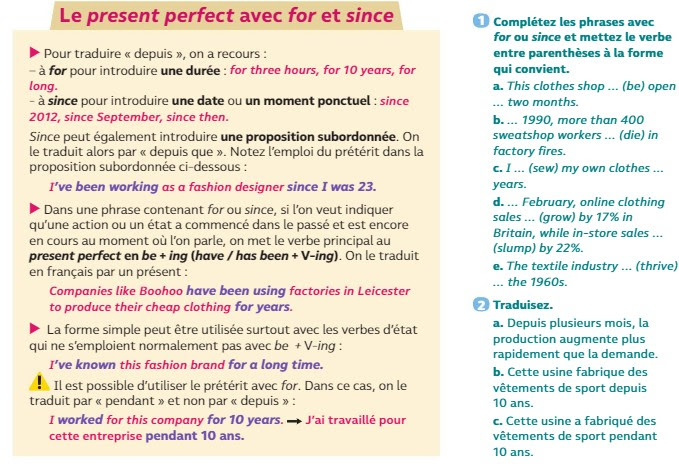 Le present perfect avec for et since
▶ Pour traduire « depuis », on a recours :
– à for pour introduire une durée : for three hours, for 10 years, for
long.
- à since pour introduire une date ou un moment ponctuel : since
2012, since September, since then.
Since peut également introduire une proposition subordonnée. On
le traduit alors par « depuis que ». Notez l'emploi du prétérit dans la
proposition subordonnée ci-dessous :
I've been working as a fashion designer since I was 23.
▶ Dans une phrase contenant for ou since, si l'on veut indiquer
qu'une action ou un état a commencé dans le passé et est encore
en cours au moment où l'on parle, on met le verbe principal au
present perfect en be + ing (have / has been + V-ing). On le traduit
en français par un présent :
Companies like Boohoo have been using factories in Leicester
to produce their cheap clothing for years.
▶ La forme simple peut être utilisée surtout avec les verbes d'état
qui ne s'emploient normalement pas avec be + V-ing :
I've known this fashion brand for a long time.
! Il est possible d'utiliser le prétérit avec for. Dans ce cas, on le
traduit par « pendant » et non par « depuis » :
I worked for this company for 10 years. → J'ai travaillé pour
cette entreprise pendant 10 ans.
1 Complétez les phrases avec
for ou since et mettez le verbe
entre parenthèses à la forme
qui convient.
a. This clothes shop ... (be) open
... two months.
b. ... 1990, more than 400
sweatshop workers ... (die) in
factory fires.
c. I ... (sew) my own clothes ...
years.
d. ... February, online clothing
sales ... (grow) by 17% in
Britain, while in-store sales ...
(slump) by 22%.
e. The textile industry ... (thrive)
... the 1960s.
2 Traduisez.
a. Depuis plusieurs mois, la
production augmente plus
rapidement que la demande.
b. Cette usine fabrique des
vêtements de sport depuis
10 ans.
c. Cette usine a fabriqué des
vêtements de sport pendant
10 ans.